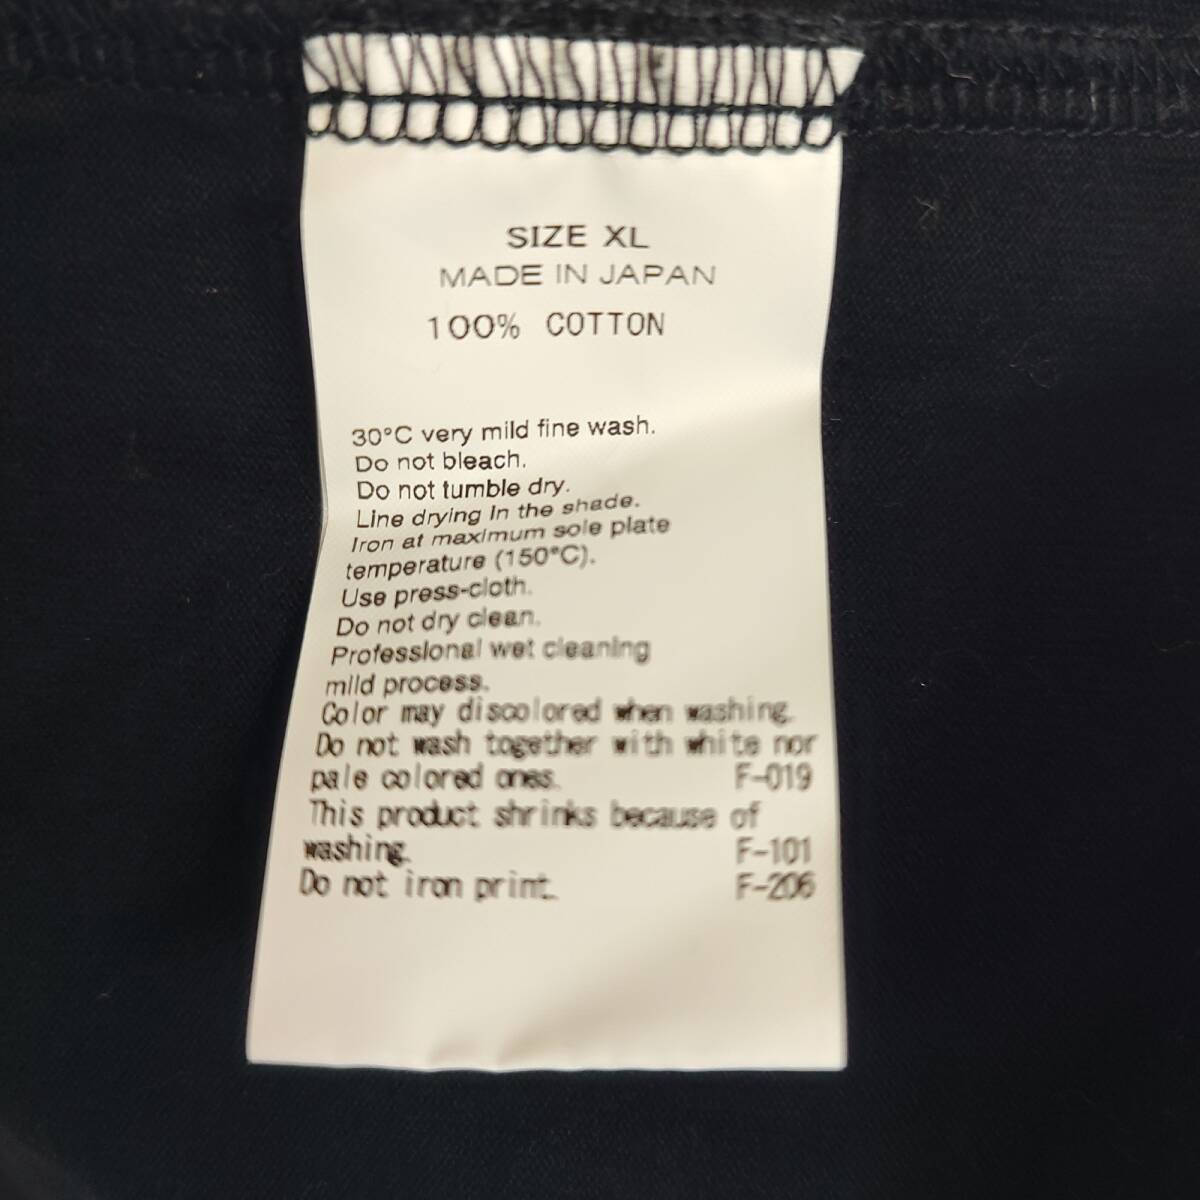 SIZE XL
MADE IN JAPAN
100% COTTON
30°C very mild fine wash.
Do not bleach.
Do not tumble dry.
Line drying in the shade.
Iron at maximum sole plate
temperature (150°C).
Use press-cloth.
Do not dry clean.
Professional wet cleaning
mild process.
Color may discolored when washing.
Do not wash together with white nor
pale colored ones. F-019
This product shrinks because of
washing. F-101
Do not iron print. F-206